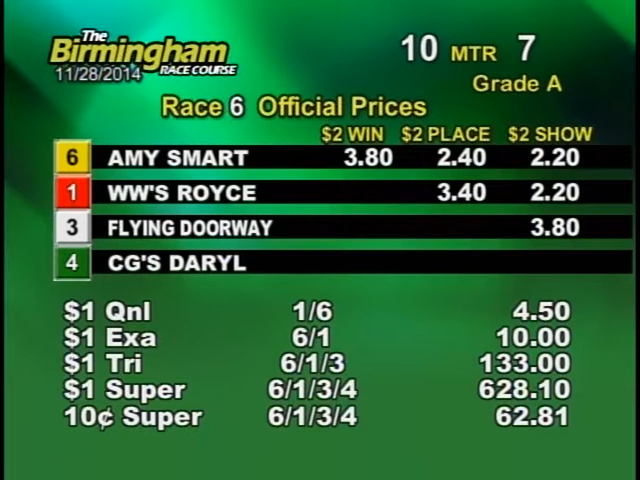 The
Birmingham
11/28/2014 RACE COURSE
10 MTR 7
Grade A
Race 6 Official Prices
$2 WIN $2 PLACE $2 SHOW
6 AMY SMART 3.80 2.40 2.20
1 WW'S ROYCE 3.40 2.20
3 FLYING DOORWAY 3.80
4 CG'S DARYL
$1 Qnl 1/6 4.50
$1 Exa 6/1 10.00
$1 Tri 6/1/3 133.00
$1 Super 6/1/3/4 628.10
10¢ Super 6/1/3/4 62.81